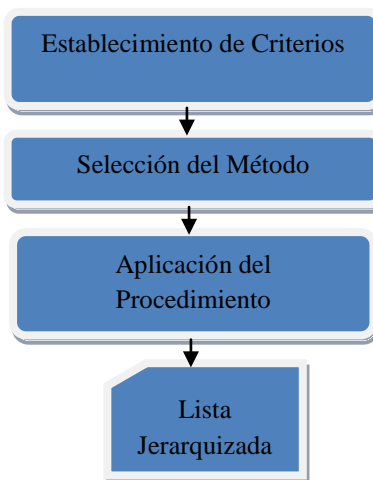 Establecimiento de Criterios
Selección del Método
Aplicación del
Procedimiento
Lista
Jerarquizada